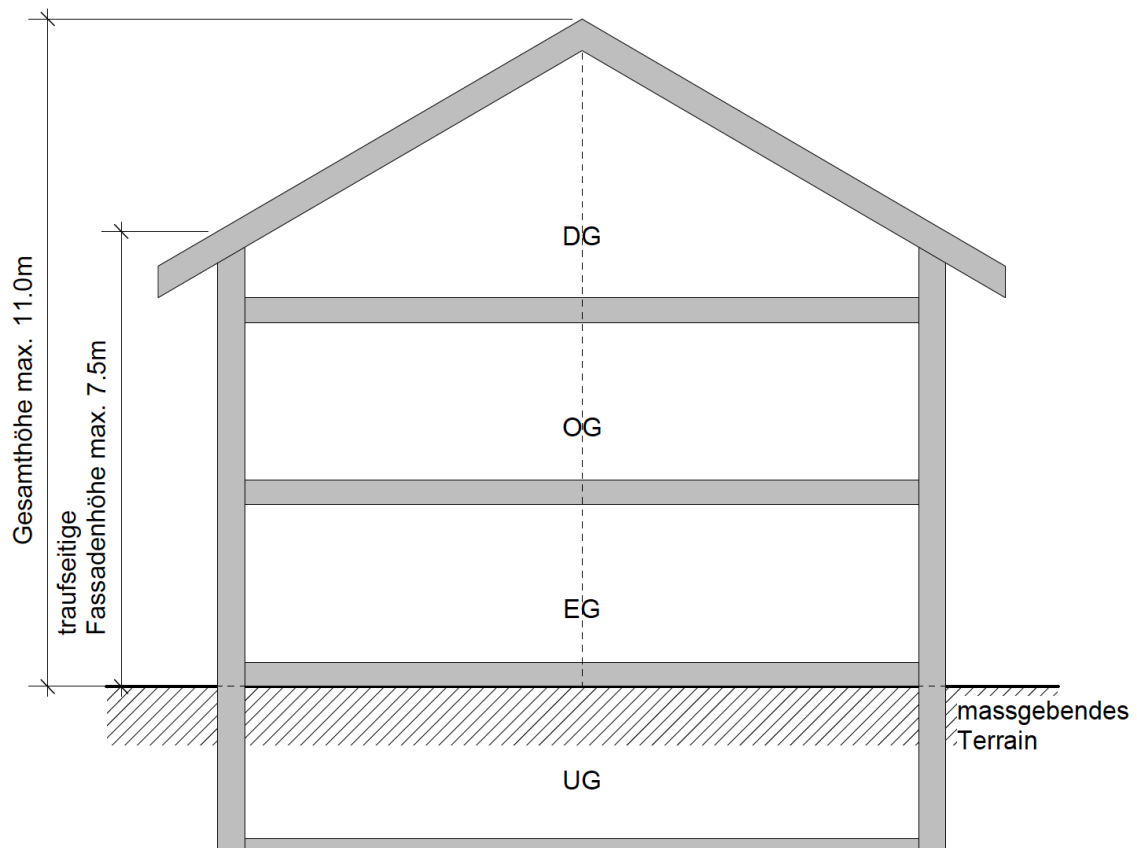 Gesamthöhe max. 11.0m
traufseitige
Fassadenhöhe max. 7.5m
DG
OG
EG
massgebendes
Terrain
UG